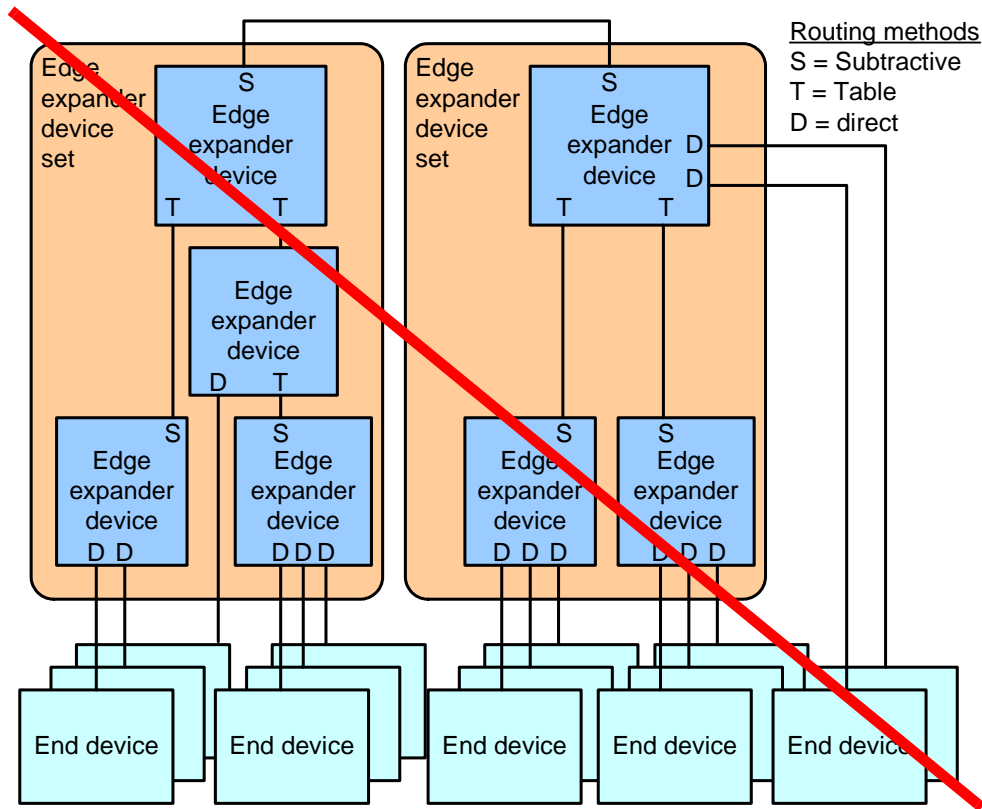 Edge
expander
device
set
S
Edge
expander
device
T T
Edge
expander
device
D T
S
Edge
expander
device
D D
S
Edge
expander
device
D D D
Edge
expander
device
set
S
Edge
expander
device
D
D
T T
S
Edge
expander
device
D D D
S
Edge
expander
device
D D D
Routing methods
S = Subtractive
T = Table
D = direct
End device
End device
End device
End device
End device